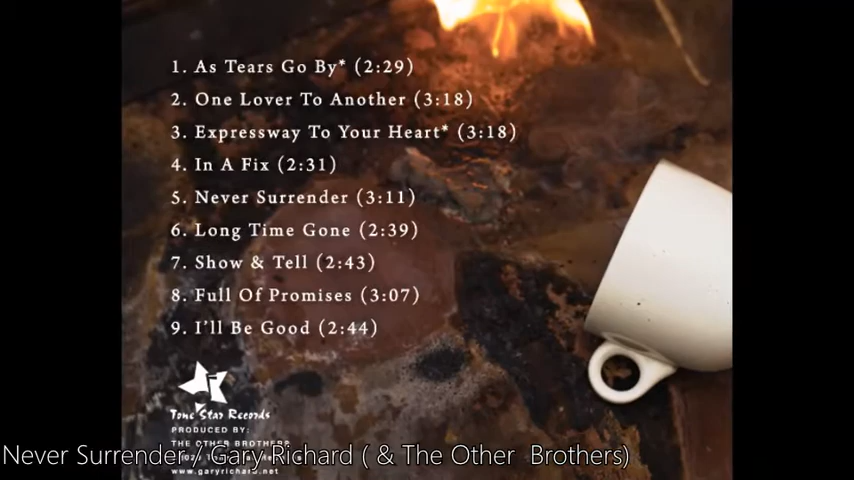 1. As Tears Go By* (2:29)
2. One Lover To Another (3:18)
3. Expressway To Your Heart* (3:18)
4. In A Fix (2:31)
5. Never Surrender (3:11)
6. Long Time Gone (2:39)
7. Show & Tell (2:43)
8. Full Of Promises (3:07)
9. I'll Be Good (2:44)
Tone Star Records
PRODUCED BY:
THE OTHER BROTHERS
Never Surrender / Gary Richard ( & The Other Brothers)
www.garyrichard.net